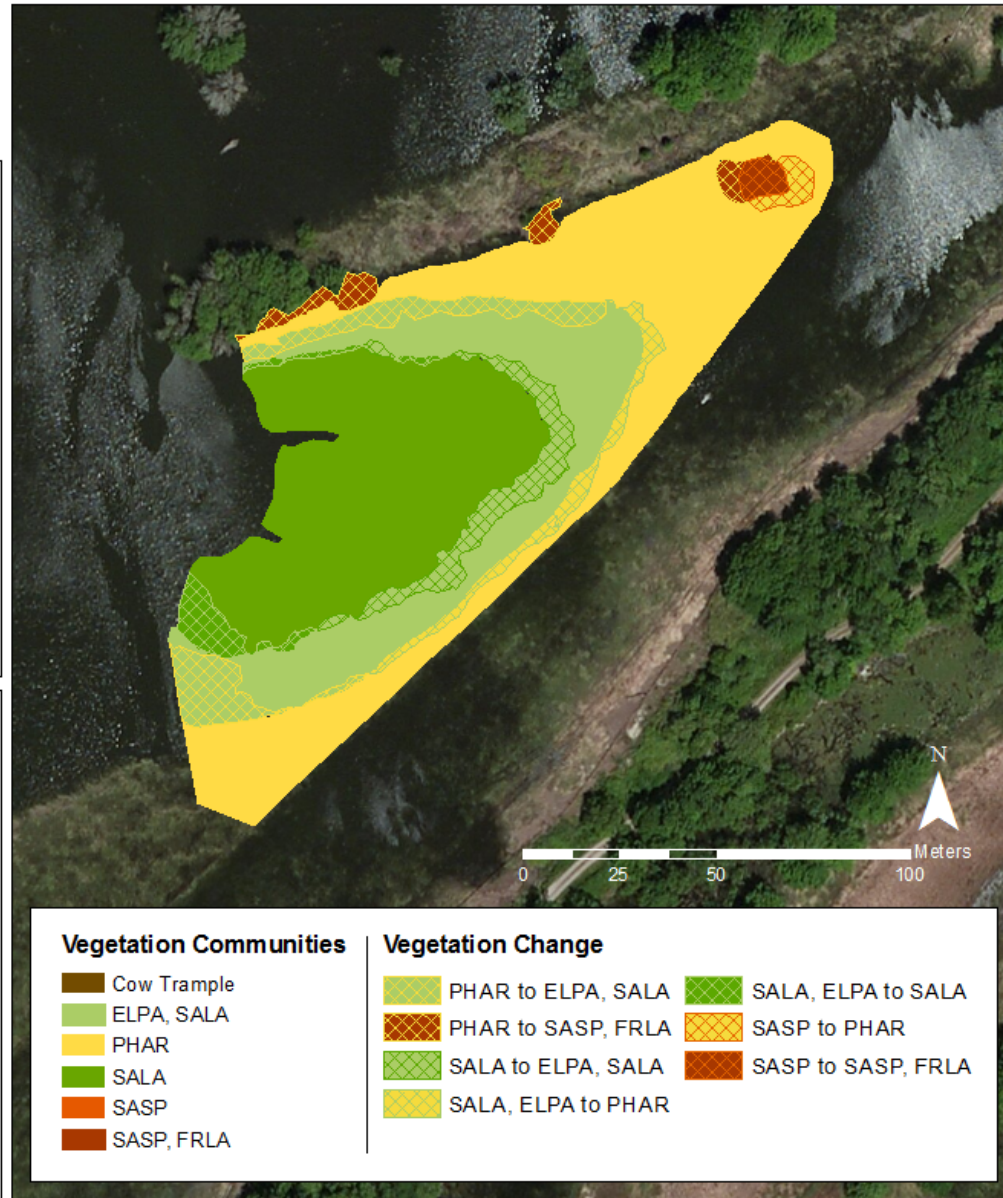 N
Meters
0 25 50 100
Vegetation Communities
Cow Trample
ELPA, SALA
PHAR
SALA
SASP
SASP, FRLA
Vegetation Change
PHAR to ELPA, SALA
PHAR to SASP, FRLA
SALA to ELPA, SALA
SALA, ELPA to PHAR
SALA, ELPA to SALA
SASP to PHAR
SASP to SASP, FRLA